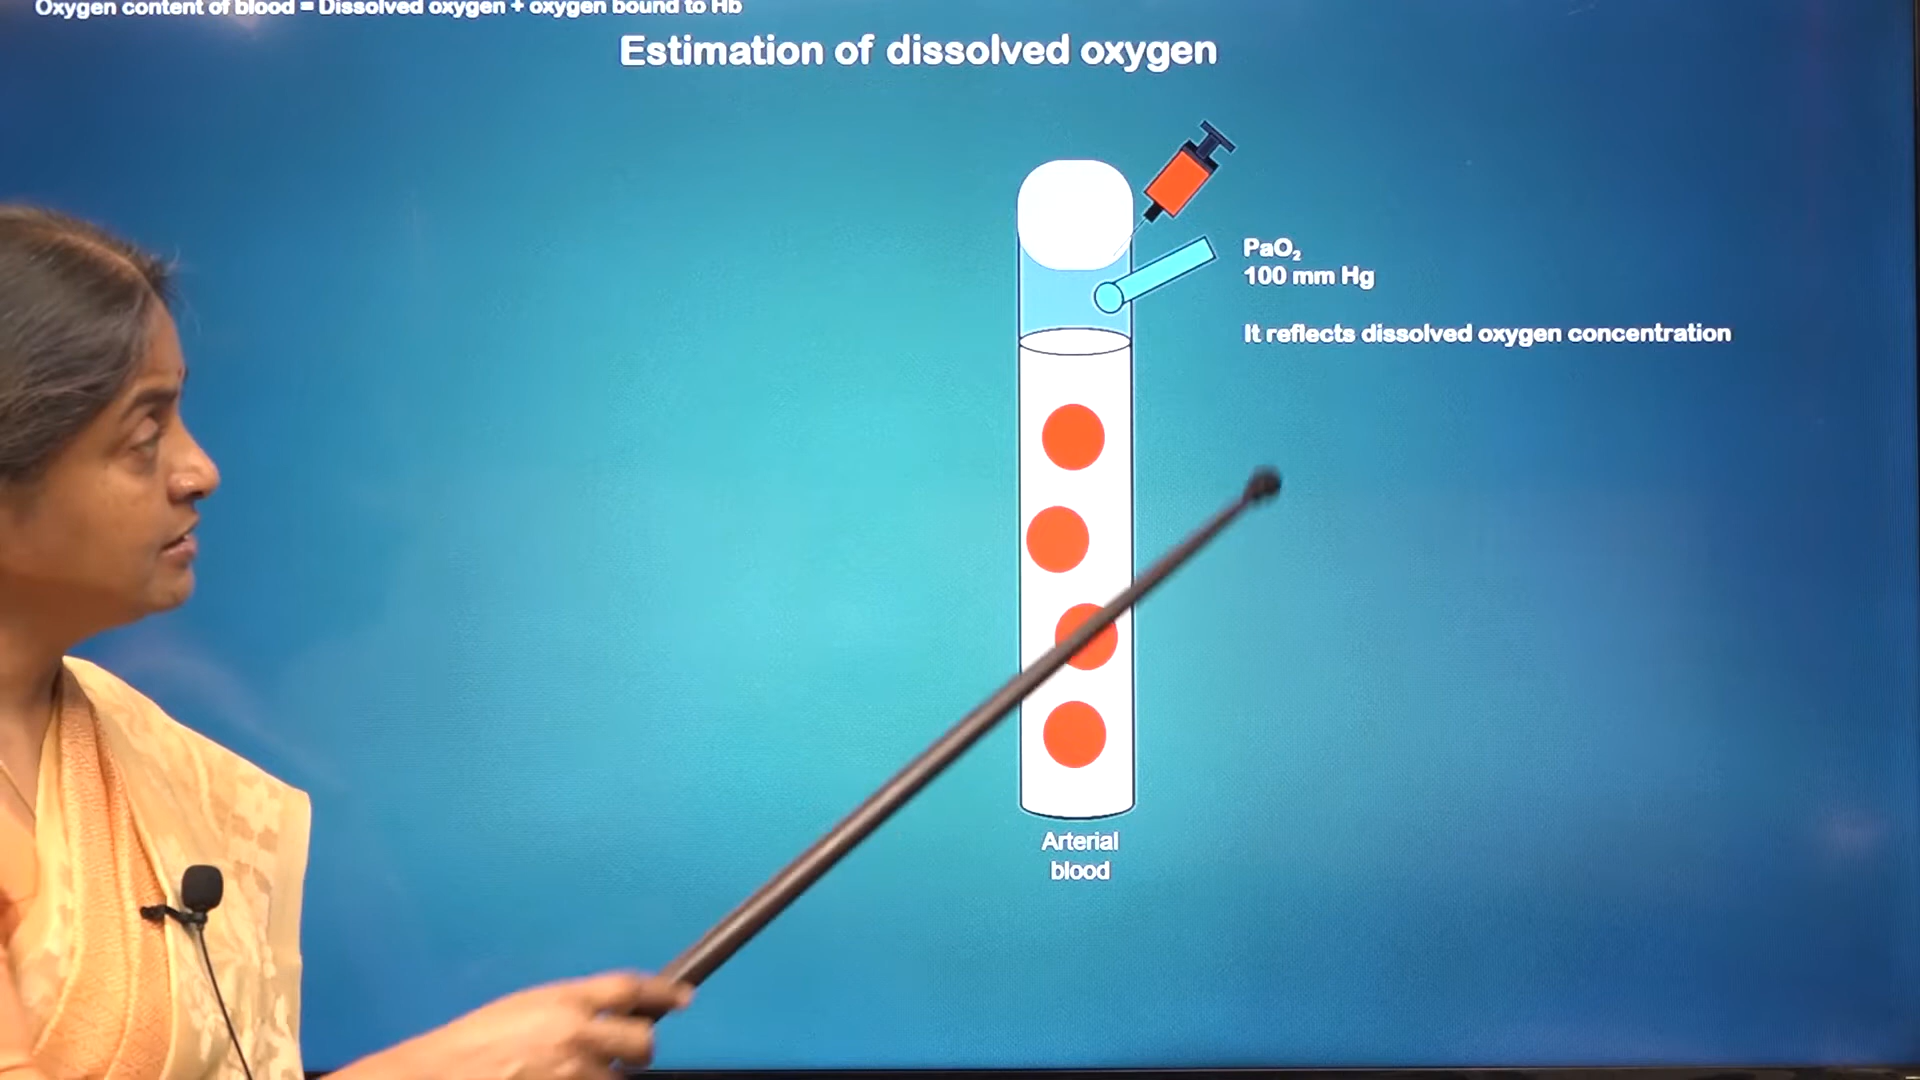 Oxygen content of blood = Dissolved oxygen + oxygen bound to Hb
Estimation of dissolved oxygen
PaO₂
100 mm Hg
It reflects dissolved oxygen concentration
Arterial
blood